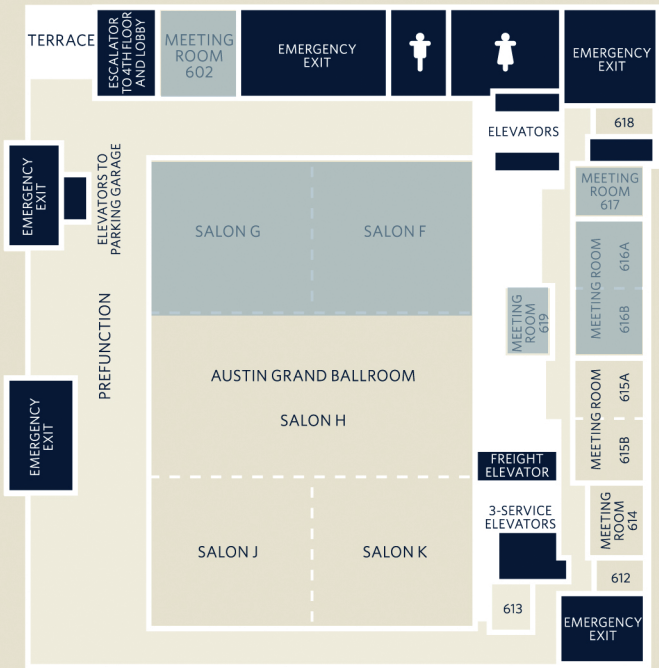 TERRACE
ESCALATOR
TO 4TH FLOOR
AND LOBBY
MEETING
ROOM
602
EMERGENCY
EXIT
EMERGENCY
EXIT
618
ELEVATORS
EMERGENCY
EXIT
ELEVATORS TO
PARKING GARAGE
MEETING
ROOM
617
SALON G
SALON F
MEETING ROOM
616A
616B
PREFUNCTION
MEETING
ROOM
619
AUSTIN GRAND BALLROOM
SALON H
MEETING ROOM
615A
615B
EMERGENCY
EXIT
FREIGHT
ELEVATOR
3-SERVICE
ELEVATORS
MEETING
ROOM
614
SALON J
SALON K
612
613
EMERGENCY
EXIT